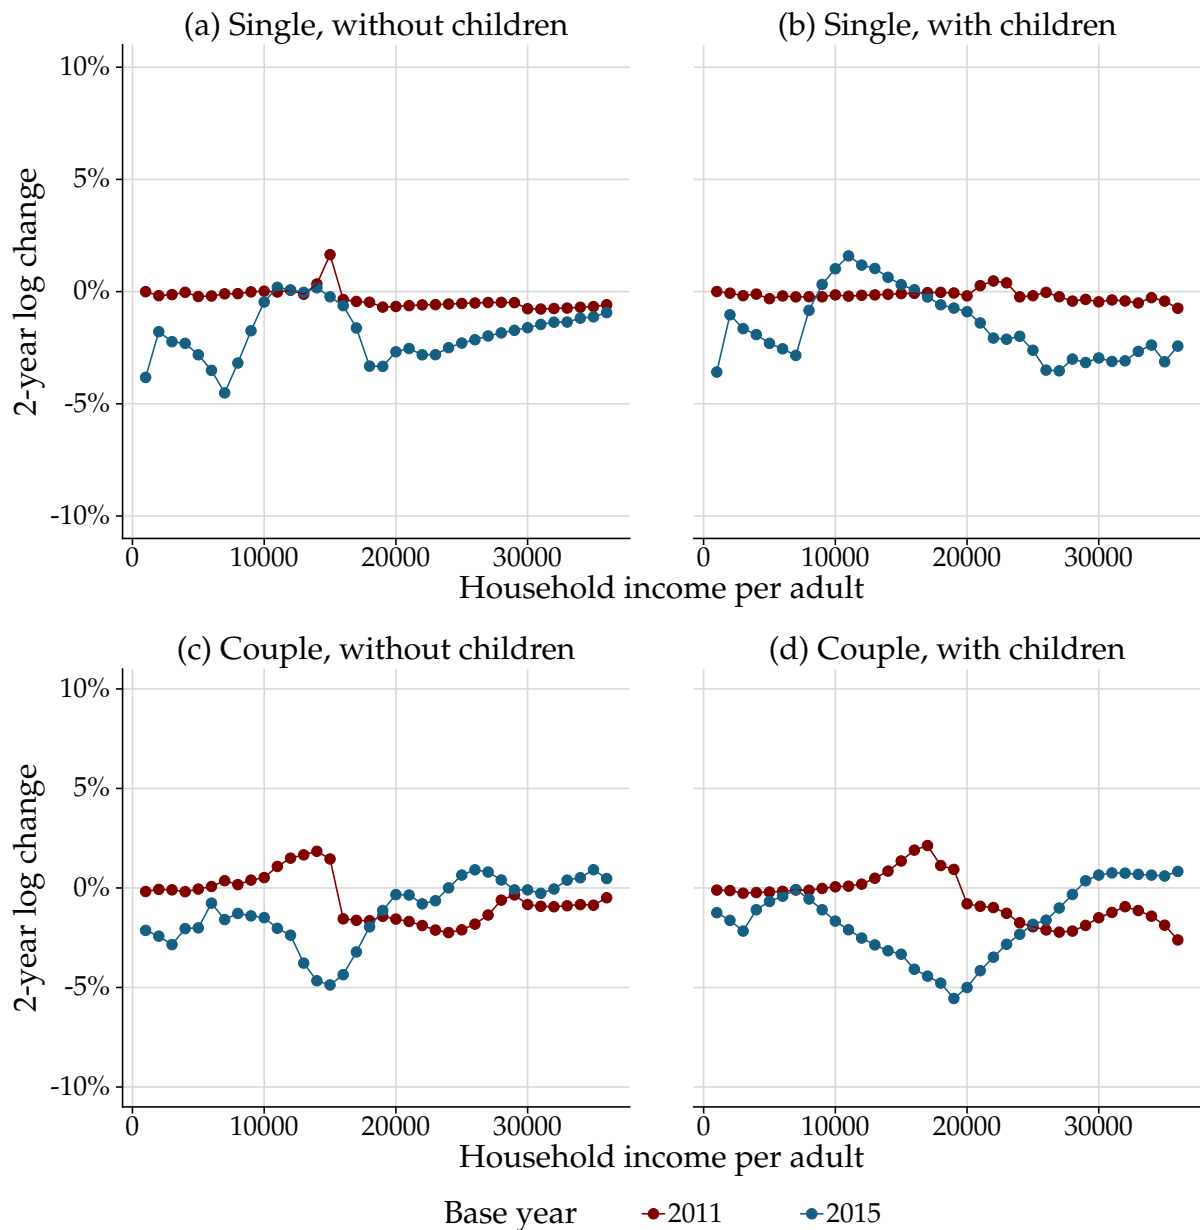 (a) Single, without children
(b) Single, with children
10%
5%
0%
-5%
-10%
2-year log change
0 10000 20000 30000
0 10000 20000 30000
Household income per adult
(c) Couple, without children
(d) Couple, with children
10%
5%
0%
-5%
-10%
2-year log change
0 10000 20000 30000
0 10000 20000 30000
Household income per adult
Base year 2011 2015